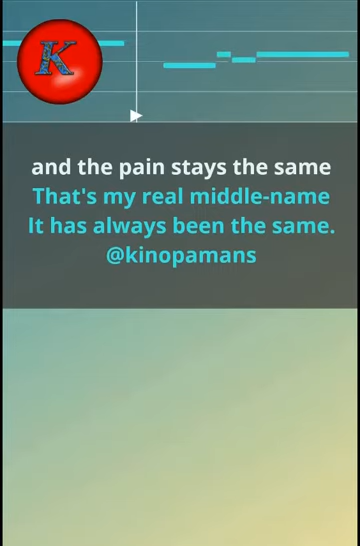 K
and the pain stays the same
That's my real middle-name
It has always been the same.
@kinopamans